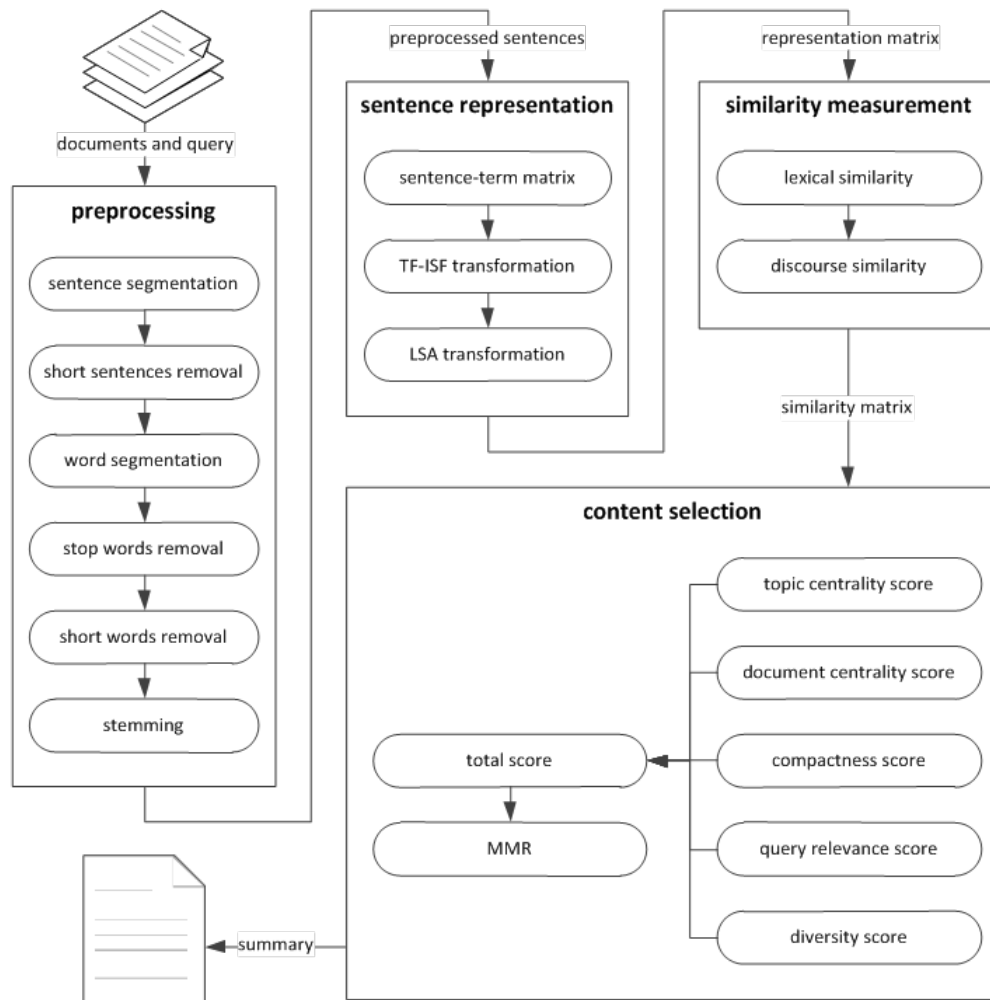 documents and query
preprocessing
sentence segmentation
short sentences removal
word segmentation
stop words removal
short words removal
stemming
preprocessed sentences
sentence representation
sentence-term matrix
TF-ISF transformation
LSA transformation
representation matrix
similarity measurement
lexical similarity
discourse similarity
similarity matrix
content selection
topic centrality score
document centrality score
compactness score
query relevance score
diversity score
total score
MMR
summary